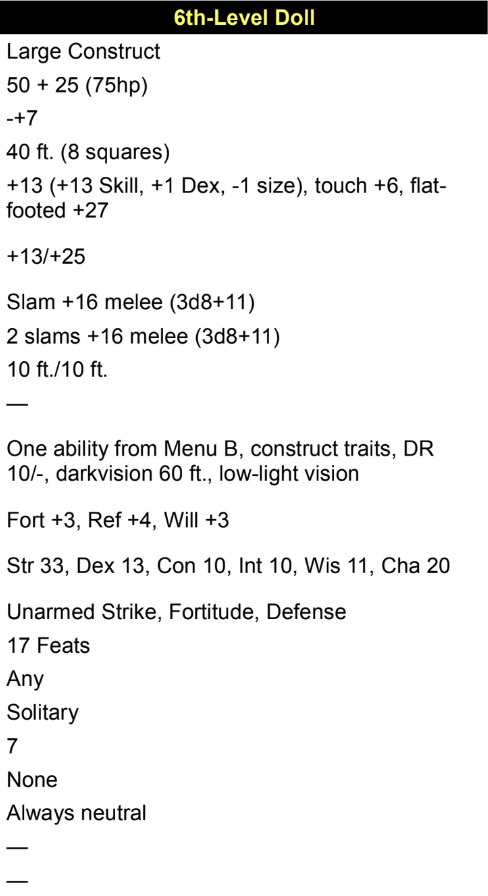 6th-Level Doll
Large Construct
50 + 25 (75hp)
-+7
40 ft. (8 squares)
+13 (+13 Skill, +1 Dex, -1 size), touch +6, flat-
footed +27
+13/+25
Slam +16 melee (3d8+11)
2 slams +16 melee (3d8+11)
10 ft./10 ft.
—
One ability from Menu B, construct traits, DR
10/-, darkvision 60 ft., low-light vision
Fort +3, Ref +4, Will +3
Str 33, Dex 13, Con 10, Int 10, Wis 11, Cha 20
Unarmed Strike, Fortitude, Defense
17 Feats
Any
Solitary
7
None
Always neutral
—
—